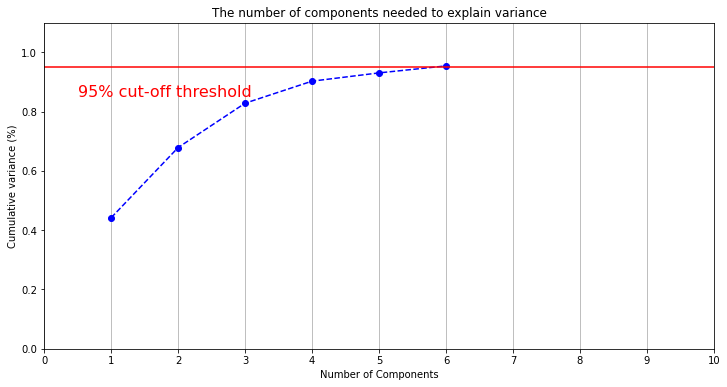 The number of components needed to explain variance
1.0
95% cut-off threshold
0.8
0.6
0.4
0.2
0.0
Cumulative variance (%)
0 1 2 3 4 5 6 7 8 9 10
Number of Components